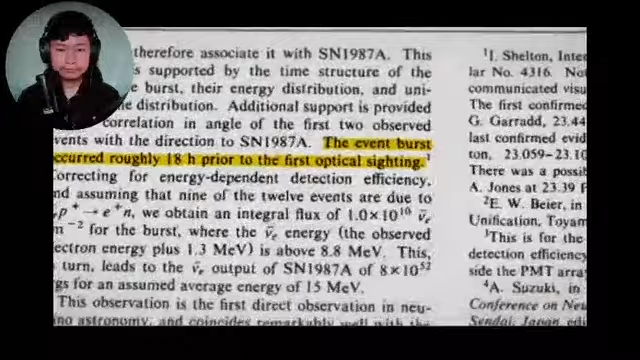 therefore associate it with SN1987A. This
s supported by the time structure of the
e burst, their energy distribution, and uni-
e distribution. Additional support is provided
correlation in angle of the first two observed
vents with the direction to SN1987A. The event burst
ccurred roughly 18 h prior to the first optical sighting.¹
Correcting for energy-dependent detection efficiency,
nd assuming that nine of the twelve events are due to
p⁺ → e⁺n, we obtain an integral flux of 1.0×10¹⁰ ν̄ₑ
m⁻² for the burst, where the ν̄ₑ energy (the observed
ectron energy plus 1.3 MeV) is above 8.8 MeV. This,
turn, leads to the ν̄ₑ output of SN1987A of 8×10⁵²
gs for an assumed average energy of 15 MeV.
This observation is the first direct observation in neu-
ino astronomy, and coincides remarkably well with the
¹I. Shelton, Inte
lar No. 4316. No
communicated visu
The first confirmed
G. Garradd, 23.44
last confirmed evid
ton, 23.059–23.10
There was a possib
A. Jones at 23.39 F
²E. W. Beier, in
Unification, Toyam
³This is for the
detection efficiency
side the PMT arra
⁴A. Suzuki, in
Conference on Neu
Sendai, Japan, edi